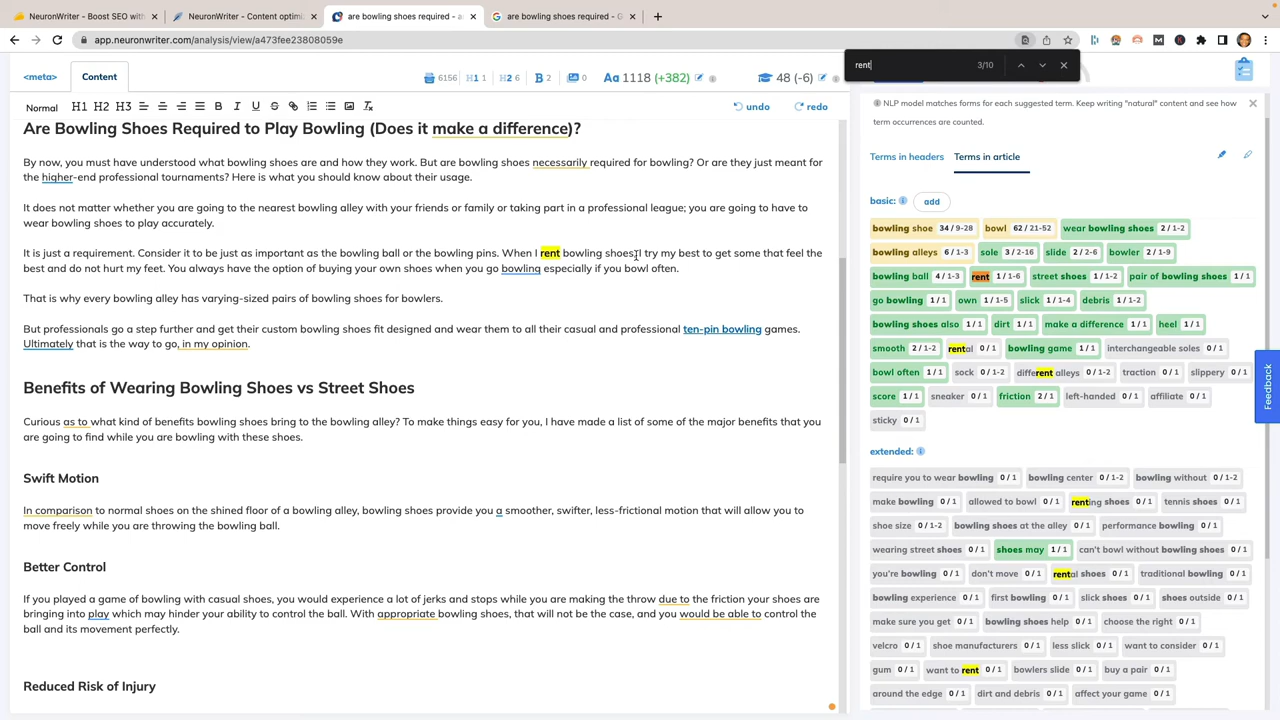 NeuronWriter - Boost SEO with
NeuronWriter - Content optimi
are bowling shoes required - a
are bowling shoes required - G
app.neuronwriter.com/analysis/view/a473fee23808059e
rent 3/10
<meta> Content
6156 H1 1 H2 6 B 2 0 Aa 1118 (+382) 48 (-6)
Normal H1 H2 H3 B I U S undo redo
Are Bowling Shoes Required to Play Bowling (Does it make a difference)?
By now, you must have understood what bowling shoes are and how they work. But are bowling shoes necessarily required for bowling? Or are they just meant for
the higher-end professional tournaments? Here is what you should know about their usage.
It does not matter whether you are going to the nearest bowling alley with your friends or family or taking part in a professional league; you are going to have to
wear bowling shoes to play accurately.
It is just a requirement. Consider it to be just as important as the bowling ball or the bowling pins. When I rent bowling shoes I try my best to get some that feel the
best and do not hurt my feet. You always have the option of buying your own shoes when you go bowling especially if you bowl often.
That is why every bowling alley has varying-sized pairs of bowling shoes for bowlers.
But professionals go a step further and get their custom bowling shoes fit designed and wear them to all their casual and professional ten-pin bowling games.
Ultimately that is the way to go, in my opinion.
Benefits of Wearing Bowling Shoes vs Street Shoes
Curious as to what kind of benefits bowling shoes bring to the bowling alley? To make things easy for you, I have made a list of some of the major benefits that you
are going to find while you are bowling with these shoes.
Swift Motion
In comparison to normal shoes on the shined floor of a bowling alley, bowling shoes provide you a smoother, swifter, less-frictional motion that will allow you to
move freely while you are throwing the bowling ball.
Better Control
If you played a game of bowling with casual shoes, you would experience a lot of jerks and stops while you are making the throw due to the friction your shoes are
bringing into play which may hinder your ability to control the ball. With appropriate bowling shoes, that will not be the case, and you would be able to control the
ball and its movement perfectly.
Reduced Risk of Injury
NLP model matches forms for each suggested term. Keep writing "natural" content and see how
term occurrences are counted.
Terms in headers Terms in article
basic: add
bowling shoe 34 / 9-28 bowl 62 / 21-52 wear bowling shoes 2 / 1-2
bowling alleys 6 / 1-3 sole 3 / 2-16 slide 2 / 2-6 bowler 2 / 1-9
bowling ball 4 / 1-3 rent 1 / 1-6 street shoes 1 / 1-2 pair of bowling shoes 1 / 1
go bowling 1 / 1 own 1 / 1-5 slick 1 / 1-4 debris 1 / 1-2
bowling shoes also 1 / 1 dirt 1 / 1 make a difference 1 / 1 heel 1 / 1
smooth 2 / 1-2 rental 0 / 1 bowling game 1 / 1 interchangeable soles 0 / 1
bowl often 1 / 1 sock 0 / 1-2 different alleys 0 / 1-2 traction 0 / 1 slippery 0 / 1
score 1 / 1 sneaker 0 / 1 friction 2 / 1 left-handed 0 / 1 affiliate 0 / 1
sticky 0 / 1
extended:
require you to wear bowling 0 / 1 bowling center 0 / 1-2 bowling without 0 / 1-2
make bowling 0 / 1 allowed to bowl 0 / 1 renting shoes 0 / 1 tennis shoes 0 / 1
shoe size 0 / 1-2 bowling shoes at the alley 0 / 1 performance bowling 0 / 1
wearing street shoes 0 / 1 shoes may 1 / 1 can't bowl without bowling shoes 0 / 1
you're bowling 0 / 1 don't move 0 / 1 rental shoes 0 / 1 traditional bowling 0 / 1
bowling experience 0 / 1 first bowling 0 / 1 slick shoes 0 / 1 shoes outside 0 / 1
make sure you get 0 / 1 bowling shoes help 0 / 1 choose the right 0 / 1
velcro 0 / 1 shoe manufacturers 0 / 1 less slick 0 / 1 want to consider 0 / 1
gum 0 / 1 want to rent 0 / 1 bowlers slide 0 / 1 buy a pair 0 / 1
around the edge 0 / 1 dirt and debris 0 / 1 affect your game 0 / 1
Feedback